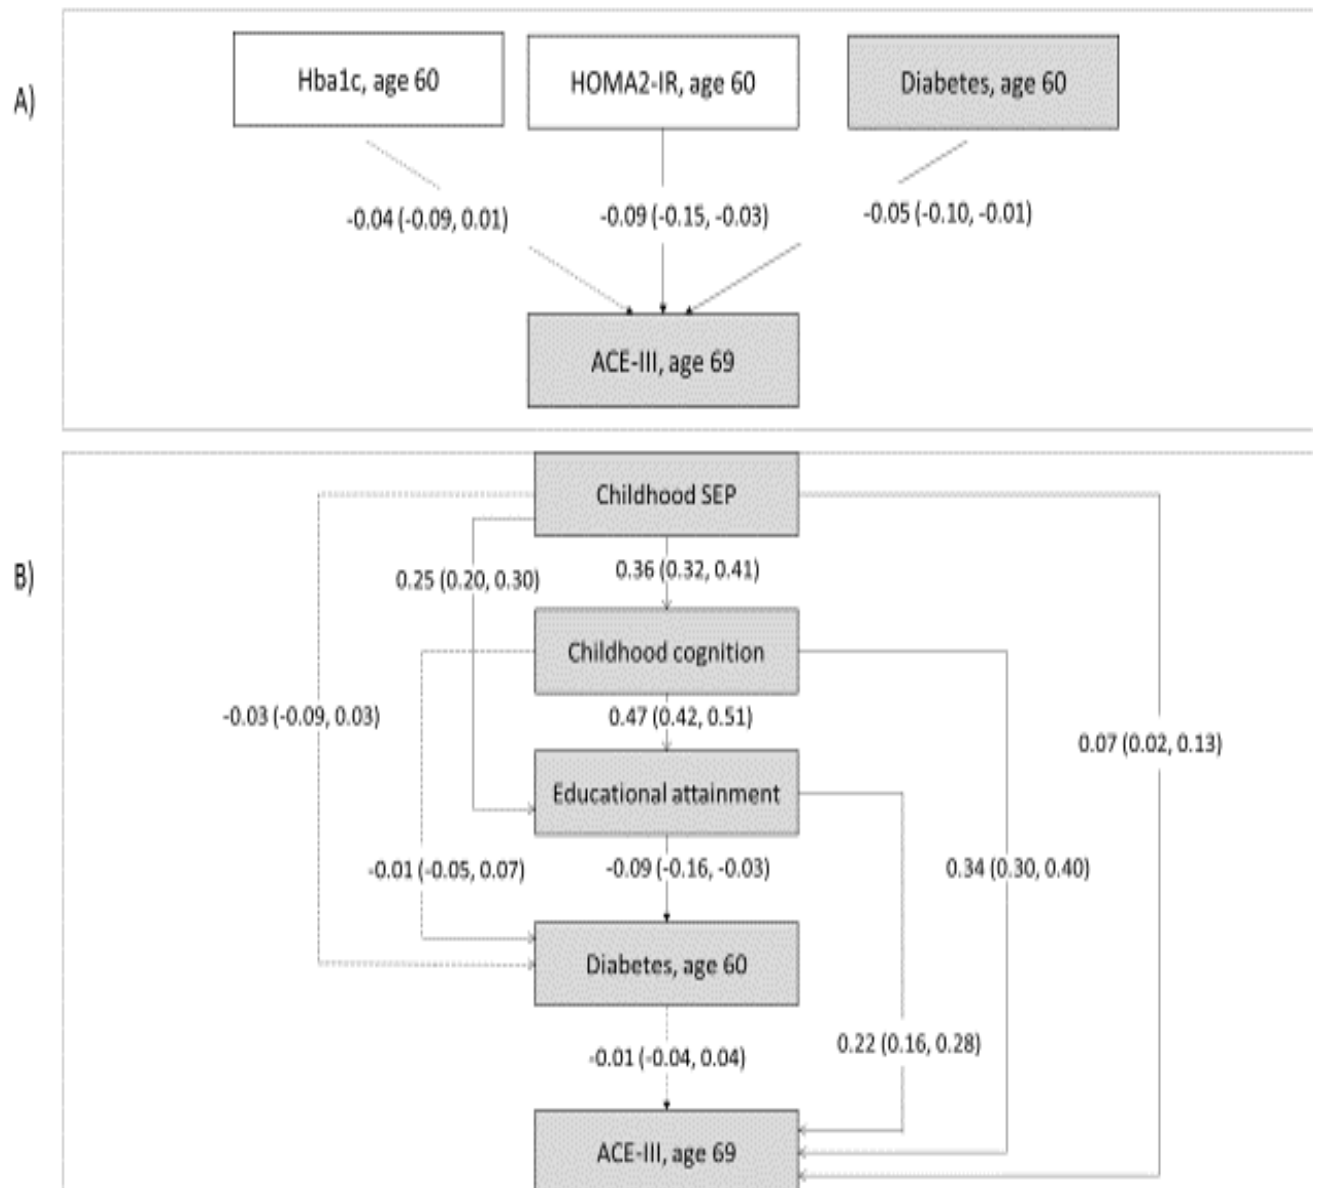 A)
Hba1c, age 60
HOMA2-IR, age 60
Diabetes, age 60
-0.04 (-0.09, 0.01)
-0.09 (-0.15, -0.03)
-0.05 (-0.10, -0.01)
ACE-III, age 69
B)
Childhood SEP
0.25 (0.20, 0.30)
0.36 (0.32, 0.41)
Childhood cognition
-0.03 (-0.09, 0.03)
0.47 (0.42, 0.51)
0.07 (0.02, 0.13)
Educational attainment
-0.01 (-0.05, 0.07)
-0.09 (-0.16, -0.03)
0.34 (0.30, 0.40)
Diabetes, age 60
-0.01 (-0.04, 0.04)
0.22 (0.16, 0.28)
ACE-III, age 69